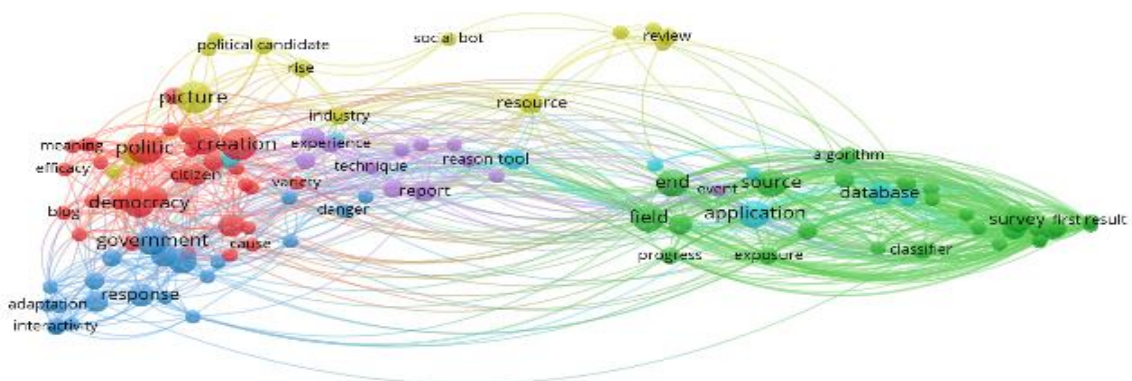 political candidate
social bot
review
rise
picture
resource
industry
meaning
politic
creation
experience
reason tool
algorithm
efficacy
citizen
technique
variety
report
end
event
source
database
blog
democracy
danger
field
application
survey
first result
government
cause
progress
exposure
classifier
response
adaptation
interactivity